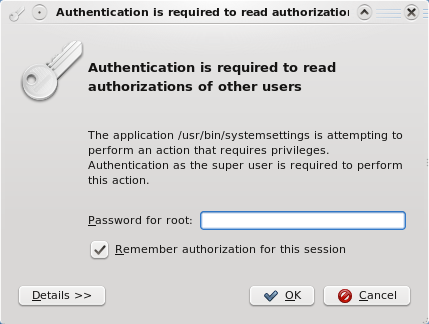 Authentication is required to read authorization
Authentication is required to read
authorizations of other users
The application /usr/bin/systemsettings is attempting to
perform an action that requires privileges.
Authentication as the super user is required to perform
this action.
Password for root:
Remember authorization for this session
Details >>
OK
Cancel